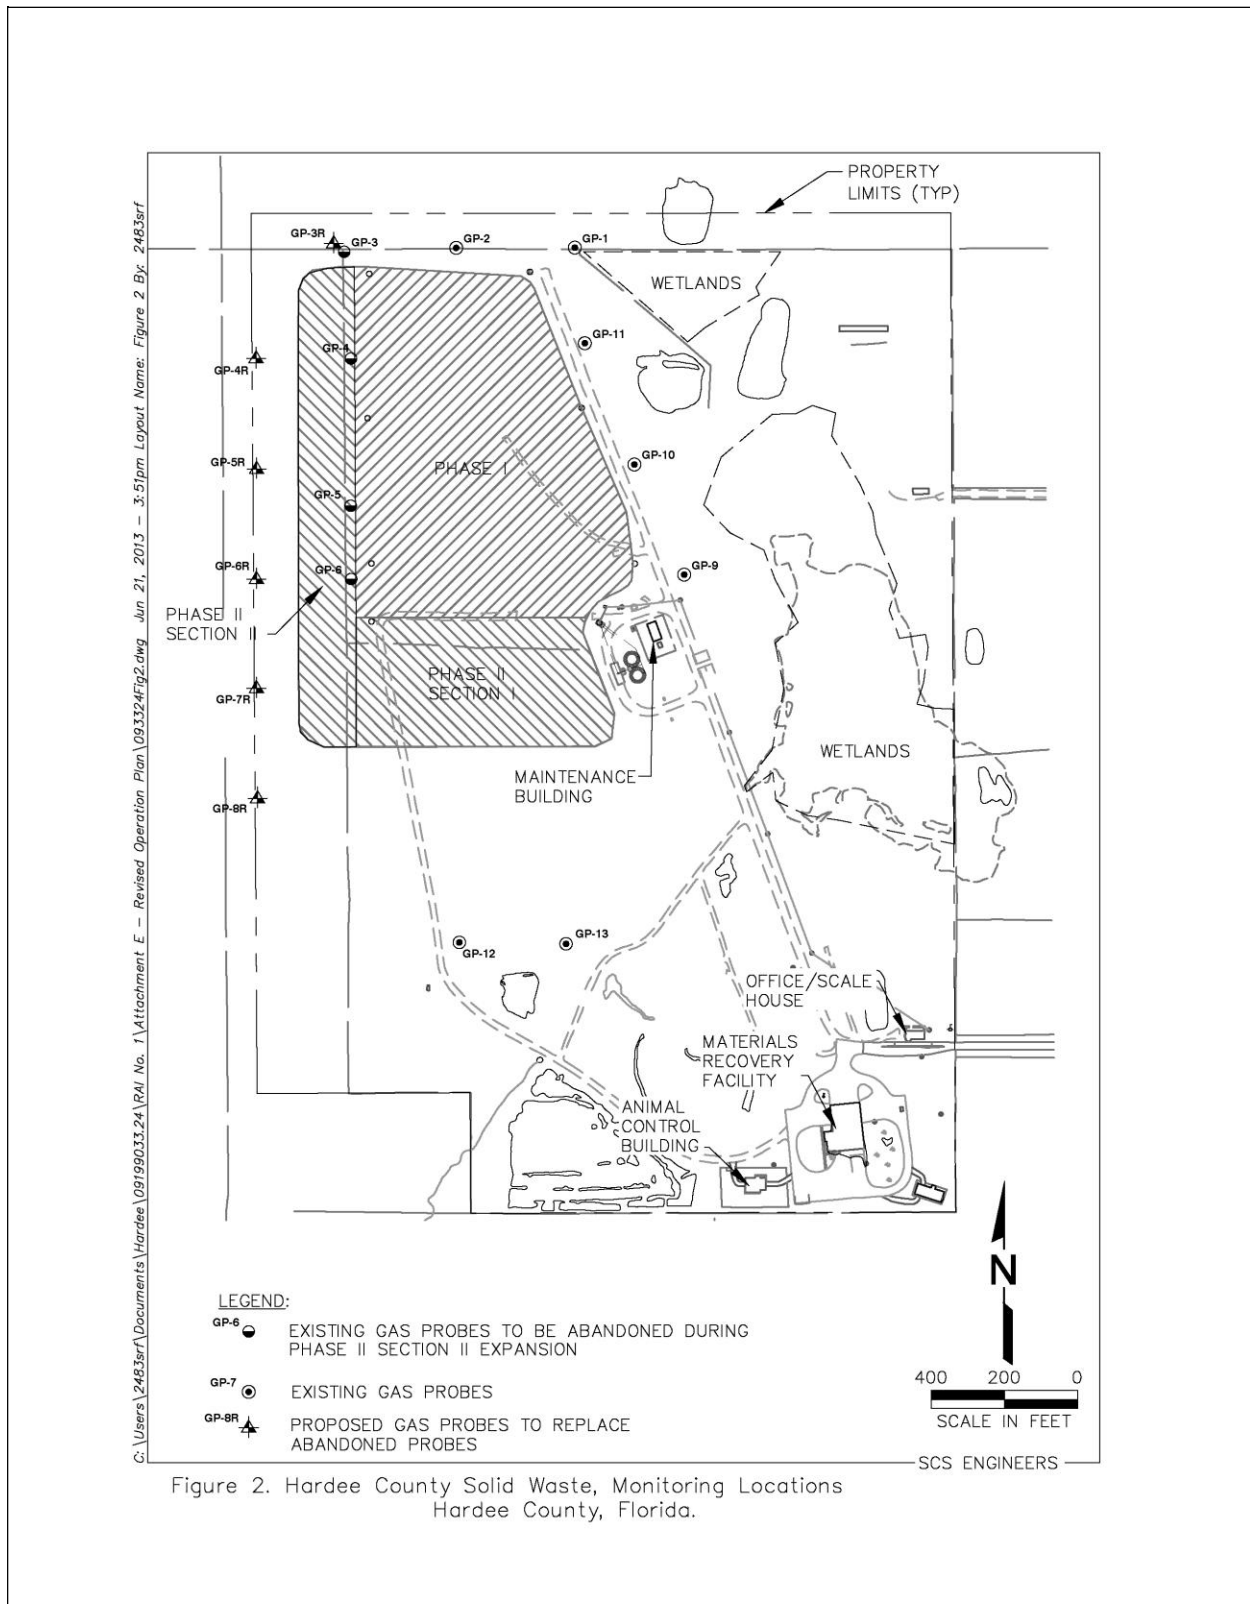 C:\Users\2483srf\Documents\Hardee\09199033.24\RAI No. 1\Attachment E – Revised Operation Plan\093324Fig2.dwg Jun 21, 2013 – 3:51pm Layout Name: Figure 2 By: 2483srf
PROPERTY
LIMITS (TYP)
GP-3R
GP-3
GP-2
GP-1
WETLANDS
GP-11
GP-4
GP-4R
GP-5R
PHASE I
GP-10
GP-5
GP-6R
GP-6
GP-9
PHASE II
SECTION II
PHASE II
SECTION I
GP-7R
WETLANDS
MAINTENANCE
BUILDING
GP-8R
GP-12
GP-13
OFFICE/SCALE
HOUSE
MATERIALS
RECOVERY
FACILITY
ANIMAL
CONTROL
BUILDING
N
LEGEND:
GP-6
EXISTING GAS PROBES TO BE ABANDONED DURING
PHASE II SECTION II EXPANSION
GP-7
EXISTING GAS PROBES
GP-8R
PROPOSED GAS PROBES TO REPLACE
ABANDONED PROBES
400 200 0
SCALE IN FEET
SCS ENGINEERS
Figure 2. Hardee County Solid Waste, Monitoring Locations
Hardee County, Florida.